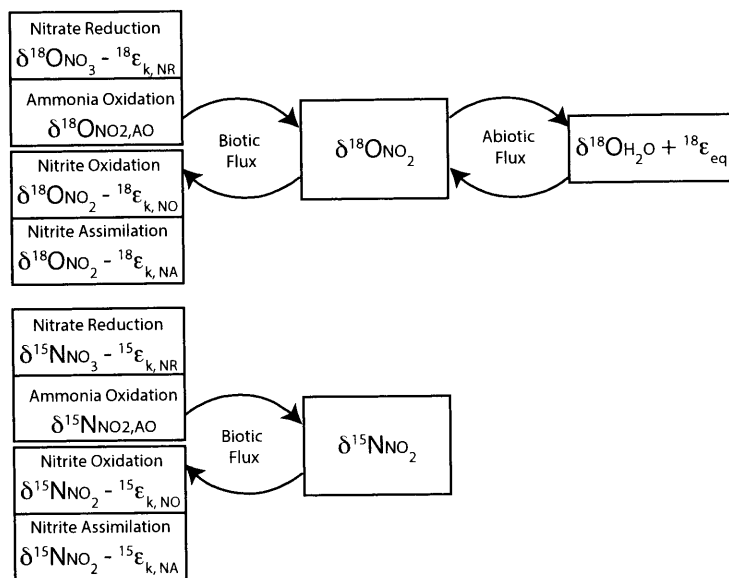 Nitrate Reduction
δ¹⁸ONO₃ - ¹⁸εk, NR
Ammonia Oxidation
δ¹⁸ONO2,AO
Nitrite Oxidation
δ¹⁸ONO₂ - ¹⁸εk, NO
Nitrite Assimilation
δ¹⁸ONO₂ - ¹⁸εk, NA
Biotic
Flux
δ¹⁸ONO₂
Abiotic
Flux
δ¹⁸OH₂O + ¹⁸εeq
Nitrate Reduction
δ¹⁵NNO₃ - ¹⁵εk, NR
Ammonia Oxidation
δ¹⁵NNO2,AO
Nitrite Oxidation
δ¹⁵NNO₂ - ¹⁵εk, NO
Nitrite Assimilation
δ¹⁵NNO₂ - ¹⁵εk, NA
Biotic
Flux
δ¹⁵NNO₂